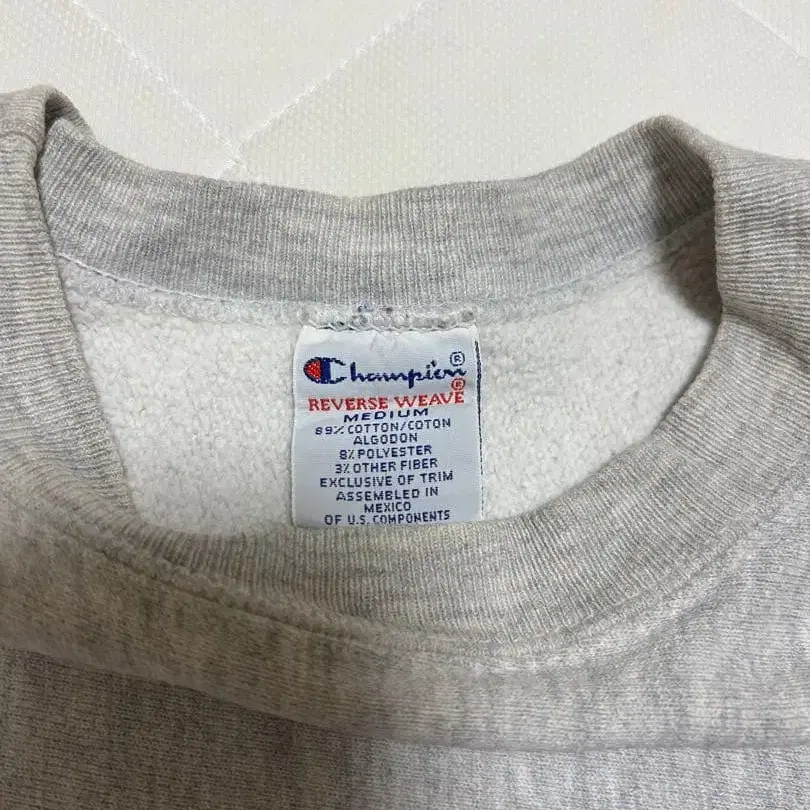 Champion®
REVERSE WEAVE®
MEDIUM
89% COTTON/COTON
ALGODON
8% POLYESTER
3% OTHER FIBER
EXCLUSIVE OF TRIM
ASSEMBLED IN
MEXICO
OF U.S. COMPONENTS